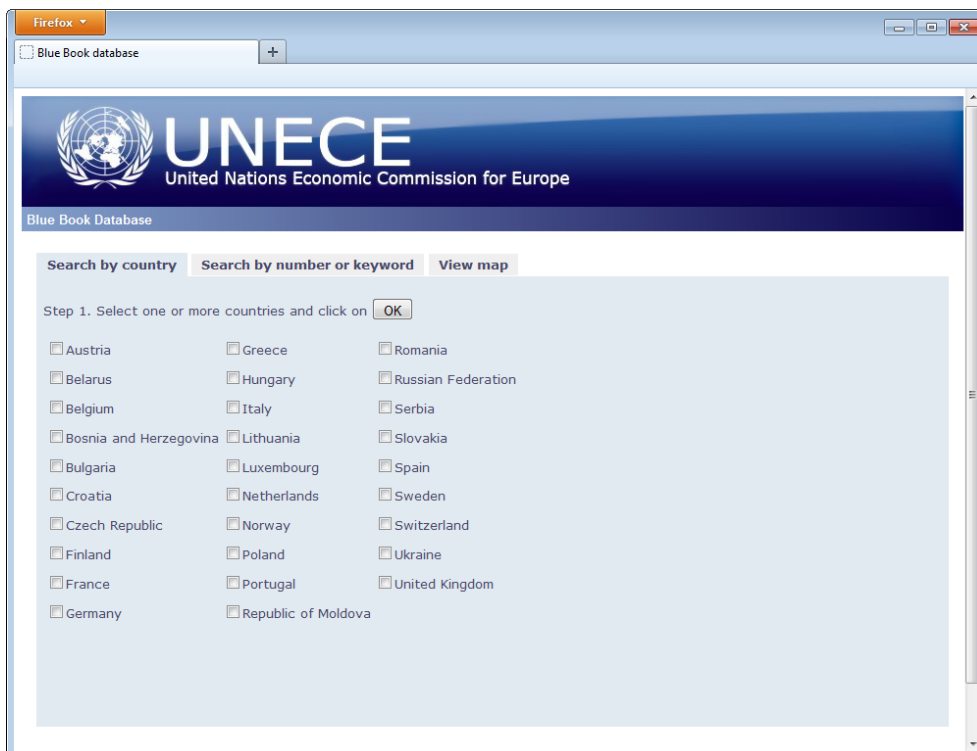 Firefox
Blue Book database
UNECE
United Nations Economic Commission for Europe
Blue Book Database
Search by country Search by number or keyword View map
Step 1. Select one or more countries and click on OK
Austria Greece Romania
Belarus Hungary Russian Federation
Belgium Italy Serbia
Bosnia and Herzegovina Lithuania Slovakia
Bulgaria Luxembourg Spain
Croatia Netherlands Sweden
Czech Republic Norway Switzerland
Finland Poland Ukraine
France Portugal United Kingdom
Germany Republic of Moldova